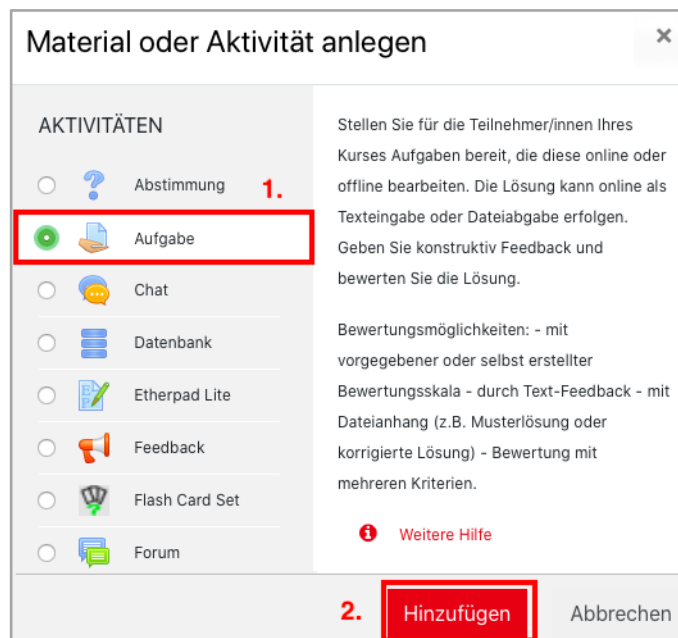 Material oder Aktivität anlegen
×
AKTIVITÄTEN
Abstimmung
1.
Aufgabe
Chat
Datenbank
Etherpad Lite
Feedback
Flash Card Set
Forum
Stellen Sie für die Teilnehmer/innen Ihres
Kurses Aufgaben bereit, die diese online oder
offline bearbeiten. Die Lösung kann online als
Texteingabe oder Dateiabgabe erfolgen.
Geben Sie konstruktiv Feedback und
bewerten Sie die Lösung.
Bewertungsmöglichkeiten: - mit
vorgegebener oder selbst erstellter
Bewertungsskala - durch Text-Feedback - mit
Dateianhang (z.B. Musterlösung oder
korrigierte Lösung) - Bewertung mit
mehreren Kriterien.
Weitere Hilfe
2.
Hinzufügen
Abbrechen